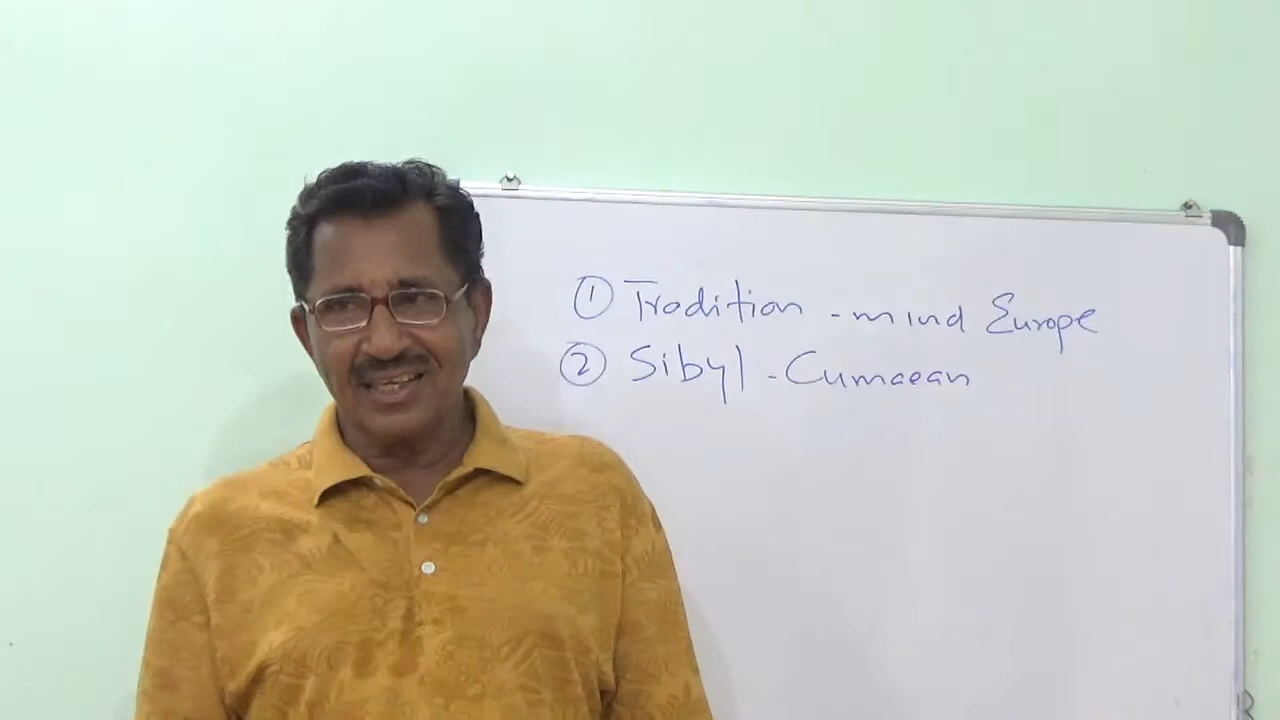 ① Tradition - mind Europe
② Sibyl - Cumaean